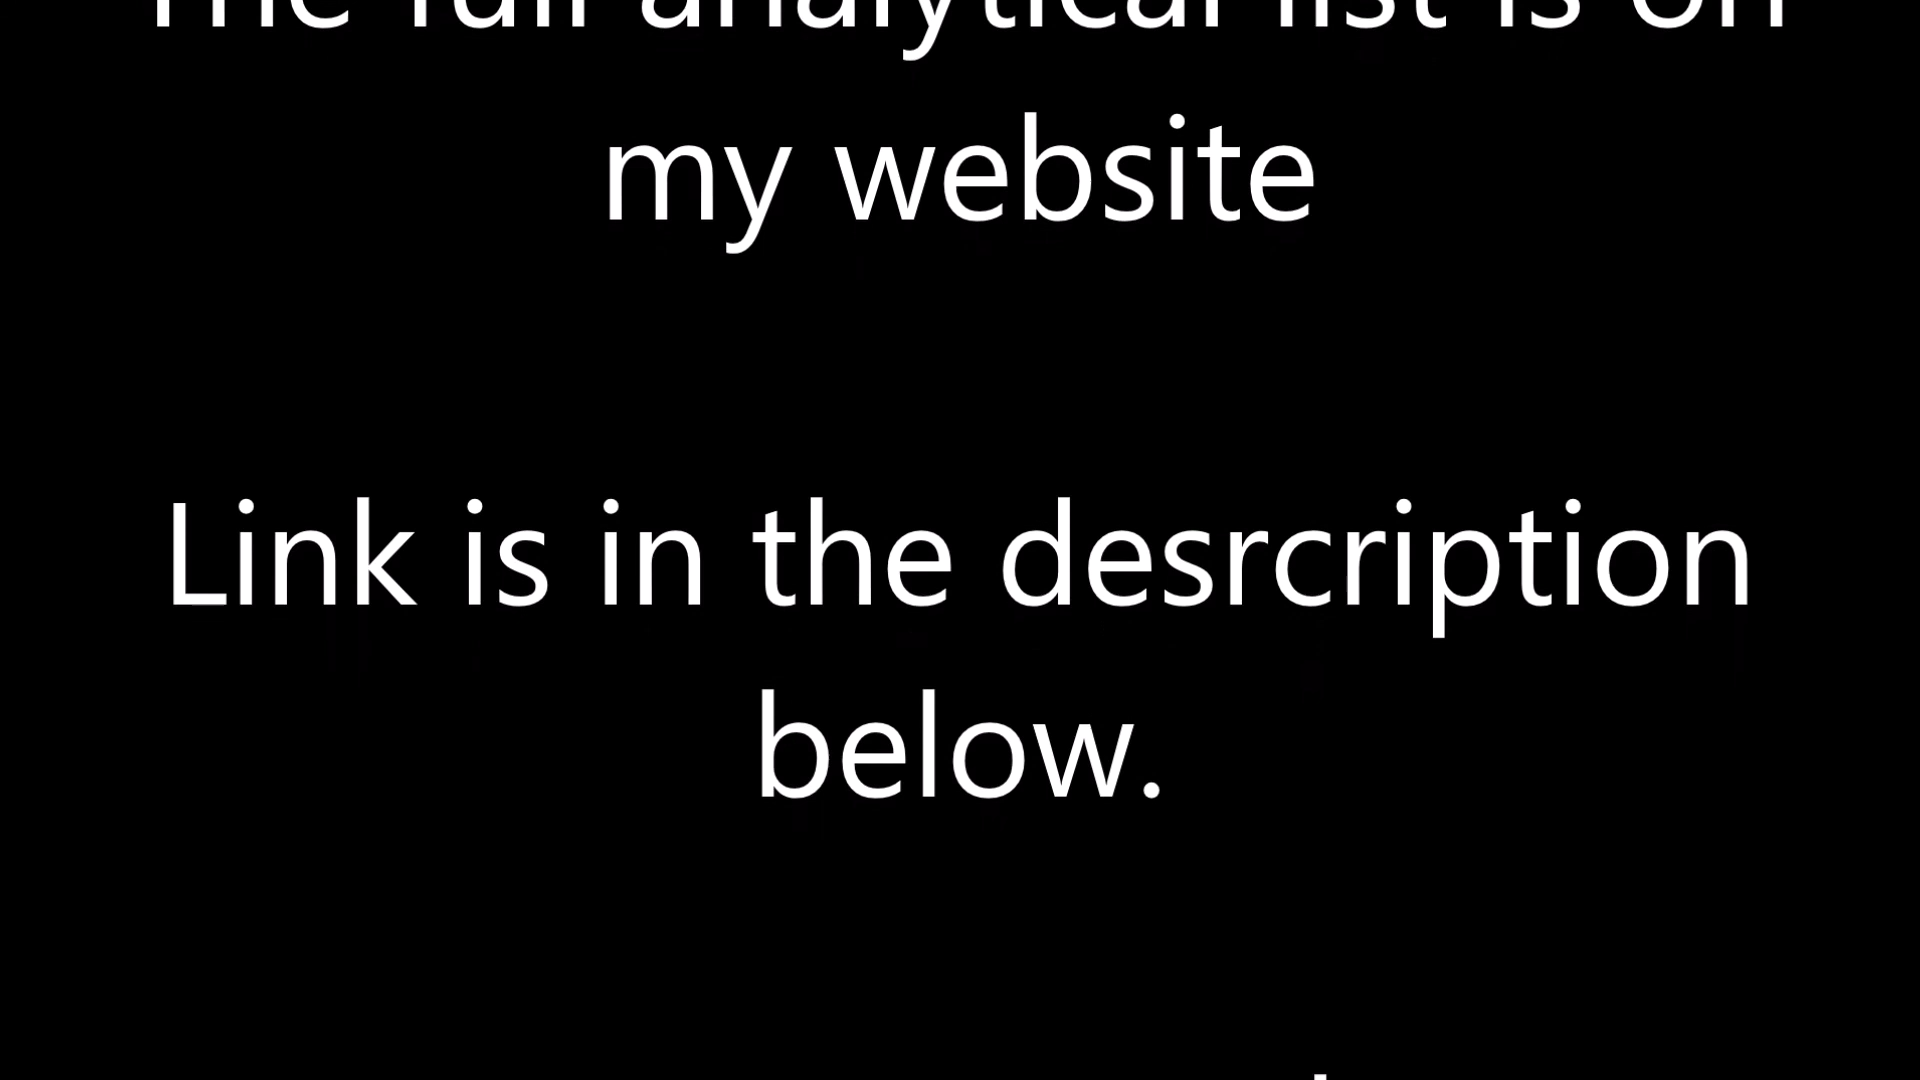 The full analytical list is on
my website
Link is in the desrcription
below.